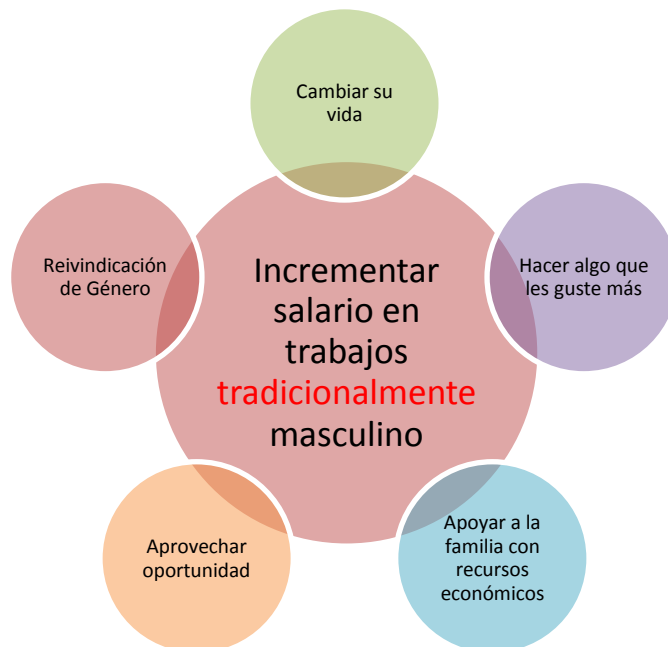 Cambiar su
vida
Reivindicación
de Género
Hacer algo que
les guste más
Incrementar
salario en
trabajos
tradicionalmente
masculino
Aprovechar
oportunidad
Apoyar a la
familia con
recursos
económicos